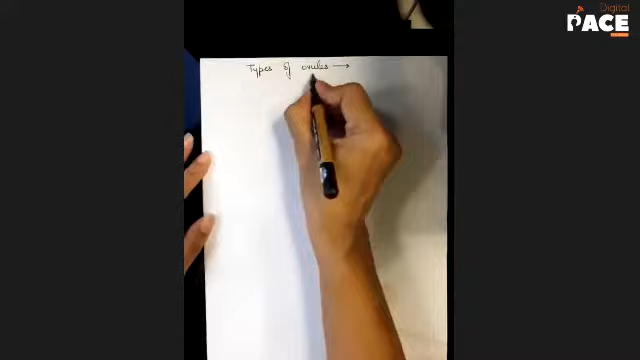 Digital
PACE
Types of ovules →